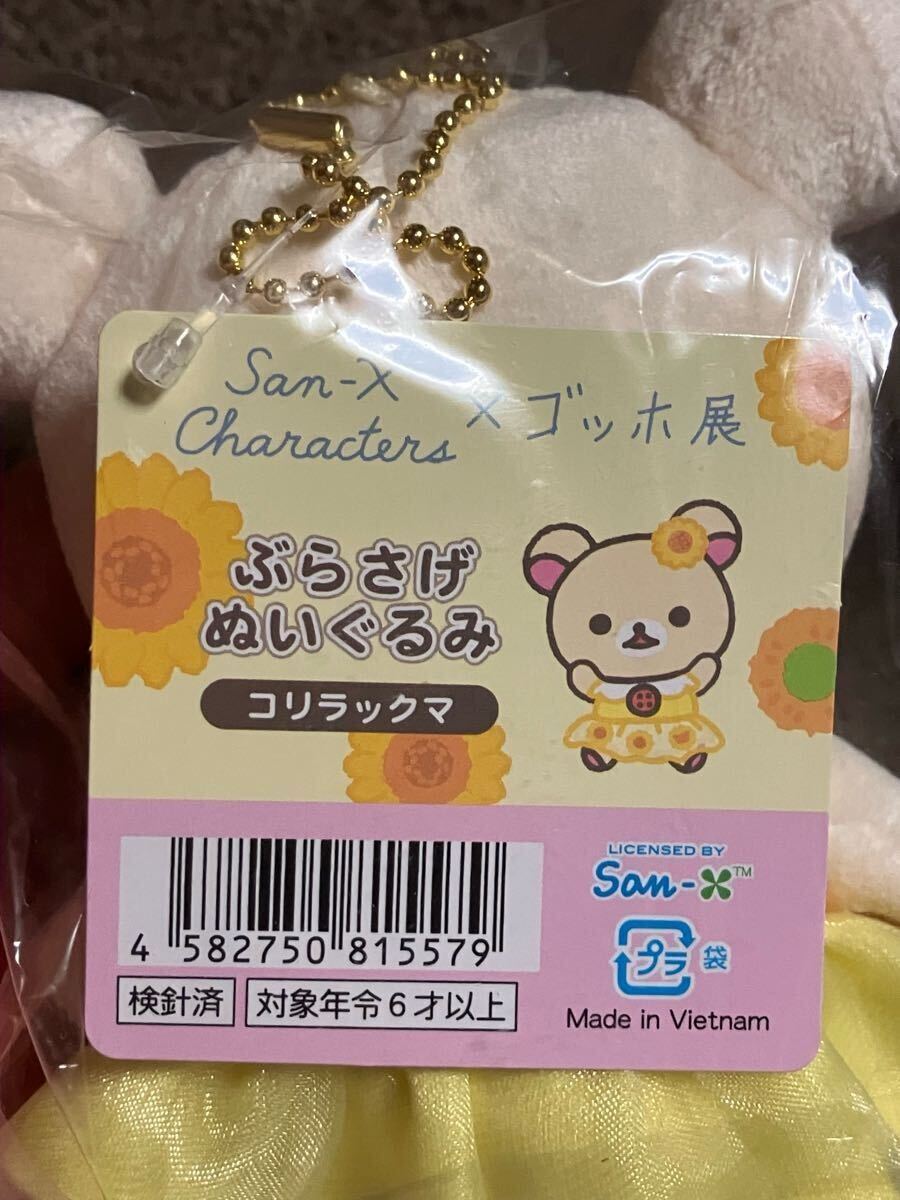 San-X
Characters × ゴッホ展
ぶらさげ
ぬいぐるみ
コリラックマ
4 582750 815579
検針済 対象年令6才以上
LICENSED BY
San-X™
プラ 袋
Made in Vietnam